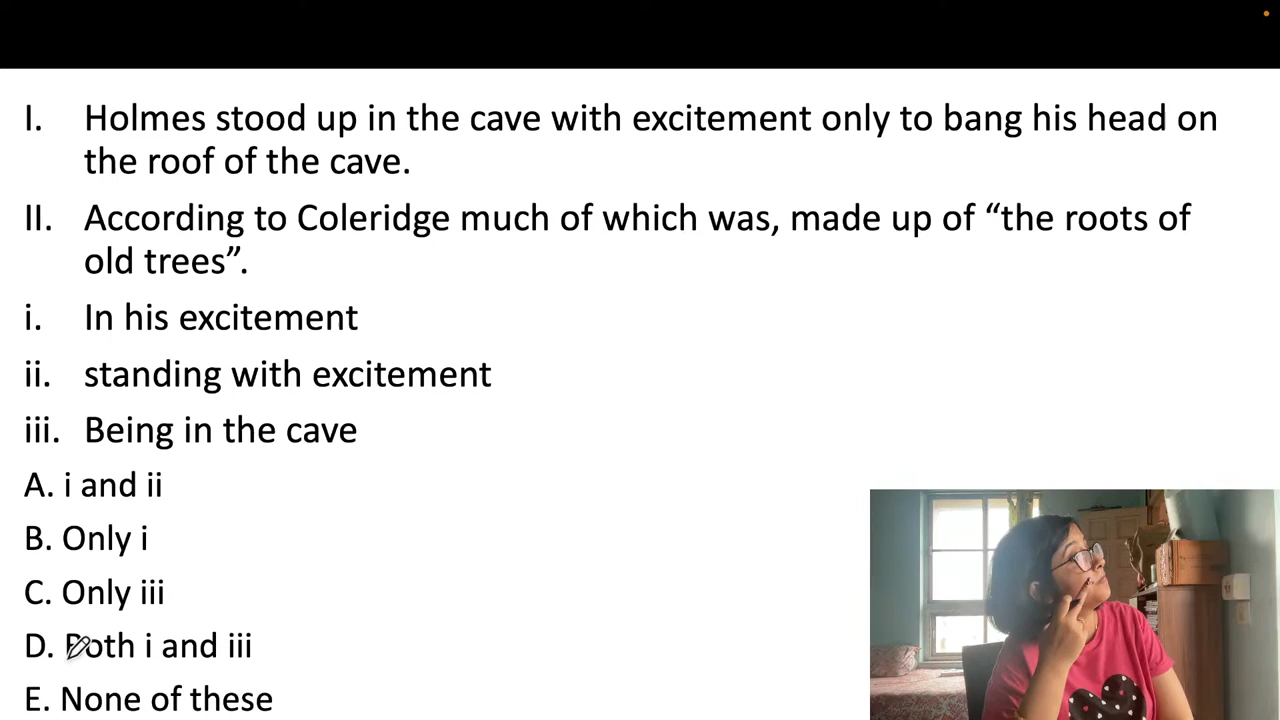 I. Holmes stood up in the cave with excitement only to bang his head on
the roof of the cave.
II. According to Coleridge much of which was, made up of “the roots of
old trees”.
i. In his excitement
ii. standing with excitement
iii. Being in the cave
A. i and ii
B. Only i
C. Only iii
D. Both i and iii
E. None of these